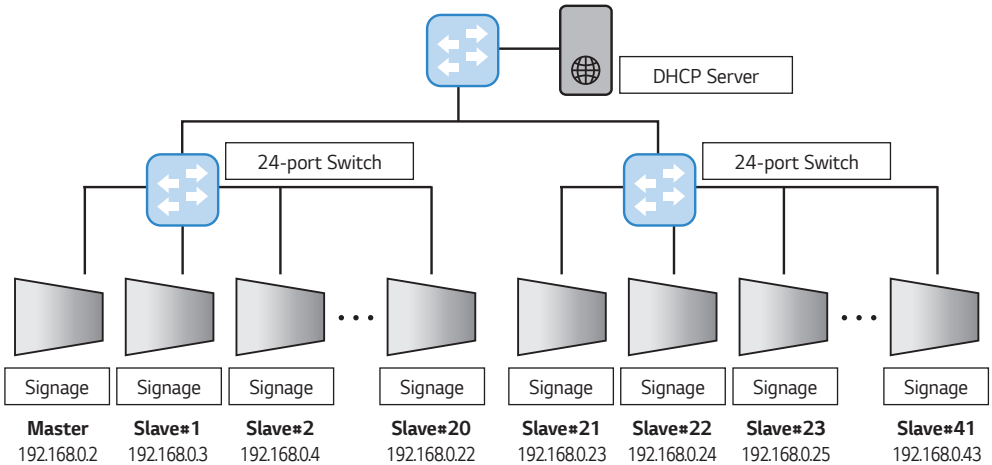 DHCP Server
24-port Switch
24-port Switch
Signage
Signage
Signage
Signage
Signage
Signage
Signage
Signage
Master
Slave#1
Slave#2
Slave#20
Slave#21
Slave#22
Slave#23
Slave#41
192.168.0.2
192.168.0.3
192.168.0.4
192.168.0.22
192.168.0.23
192.168.0.24
192.168.0.25
192.168.0.43